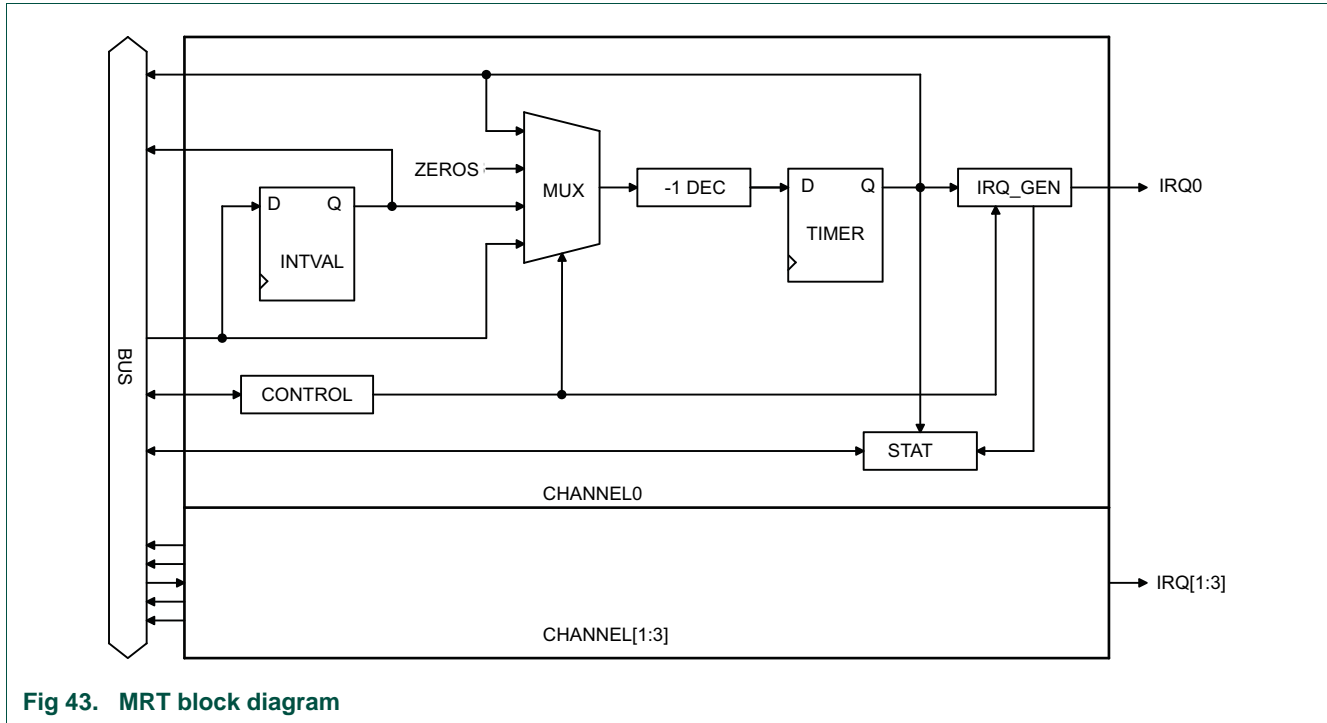 ZEROS
MUX
-1 DEC
D Q
TIMER
IRQ_GEN
IRQ0
D Q
INTVAL
BUS
CONTROL
STAT
CHANNEL0
IRQ[1:3]
CHANNEL[1:3]
Fig 43. MRT block diagram